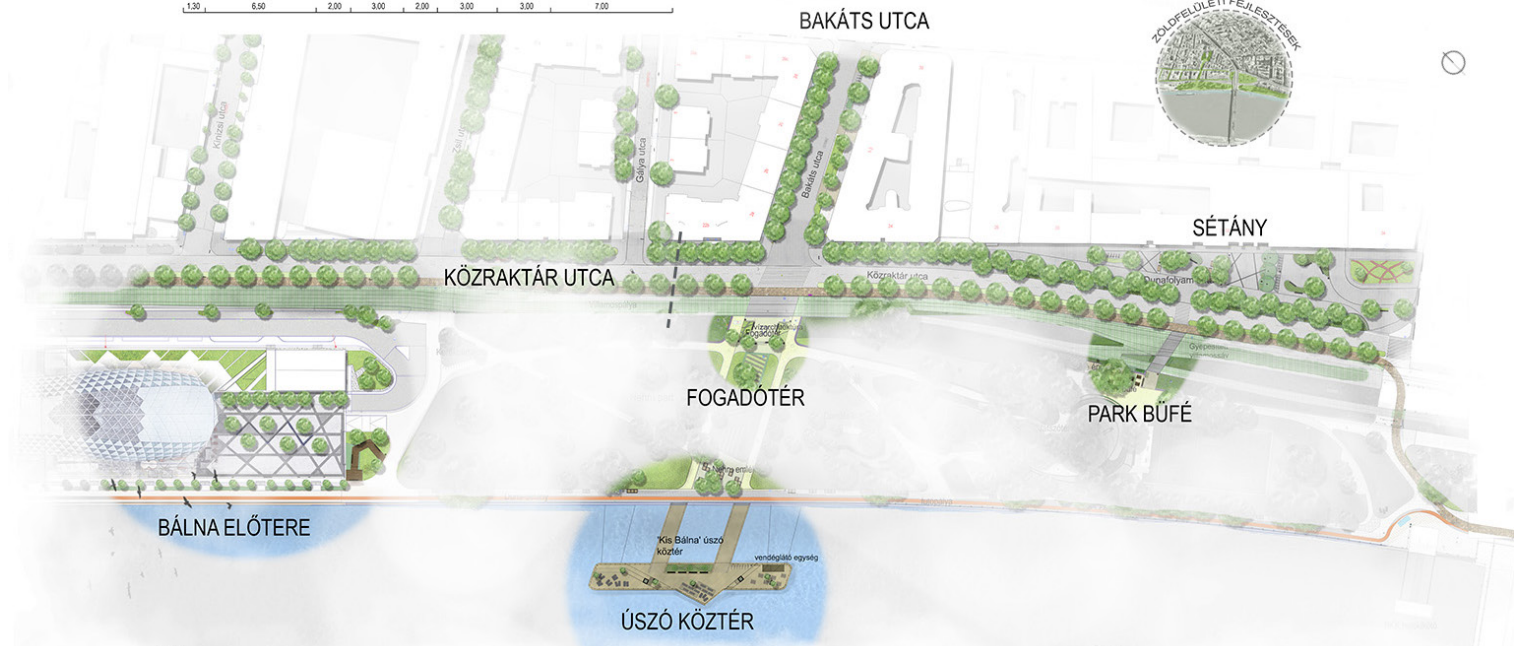 1,30 6,50 2,00 3,00 2,00 3,00 3,00 7,00
BAKÁTS UTCA
ZÖLDFELÜLETI FEJLESZTÉSEK
Kinizsi utca
Gálya utca
Bakáts utca
SÉTÁNY
KÖZRAKTÁR UTCA
Közraktár utca
Fogadótér
FOGADÓTÉR
PARK BÜFÉ
BÁLNA ELŐTERE
'Kis Bálna' úszó
köztér
vendéglátó egység
ÚSZÓ KÖZTÉR